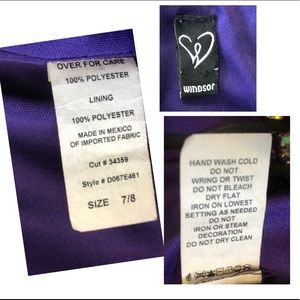 OVER FOR CARE
100% POLYESTER
LINING
100% POLYESTER
MADE IN MEXICO
OF IMPORTED FABRIC
Cut # 34359
Style # D067E461
SIZE 7/8
WINDSOR
HAND WASH COLD
DO NOT
WRING OR TWIST
DO NOT BLEACH
DRY FLAT
IRON ON LOWEST
SETTING AS NEEDED
DO NOT
IRON OR STEAM
DECORATION
DO NOT DRY CLEAN